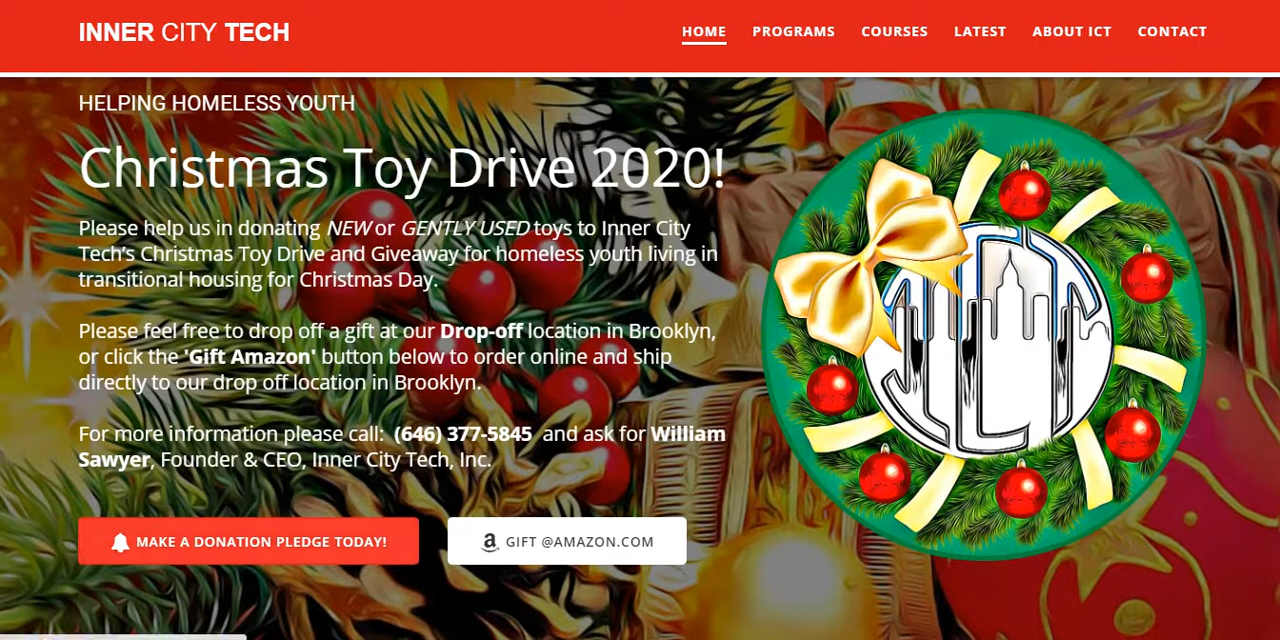 INNER CITY TECH
HOME PROGRAMS COURSES LATEST ABOUT ICT CONTACT
HELPING HOMELESS YOUTH
Christmas Toy Drive 2020!
Please help us in donating NEW or GENTLY USED toys to Inner City
Tech’s Christmas Toy Drive and Giveaway for homeless youth living in
transitional housing for Christmas Day.
Please feel free to drop off a gift at our Drop-off location in Brooklyn,
or click the 'Gift Amazon' button below to order online and ship
directly to our drop off location in Brooklyn.
For more information please call: (646) 377-5845 and ask for William
Sawyer, Founder & CEO, Inner City Tech, Inc.
MAKE A DONATION PLEDGE TODAY!
GIFT @AMAZON.COM